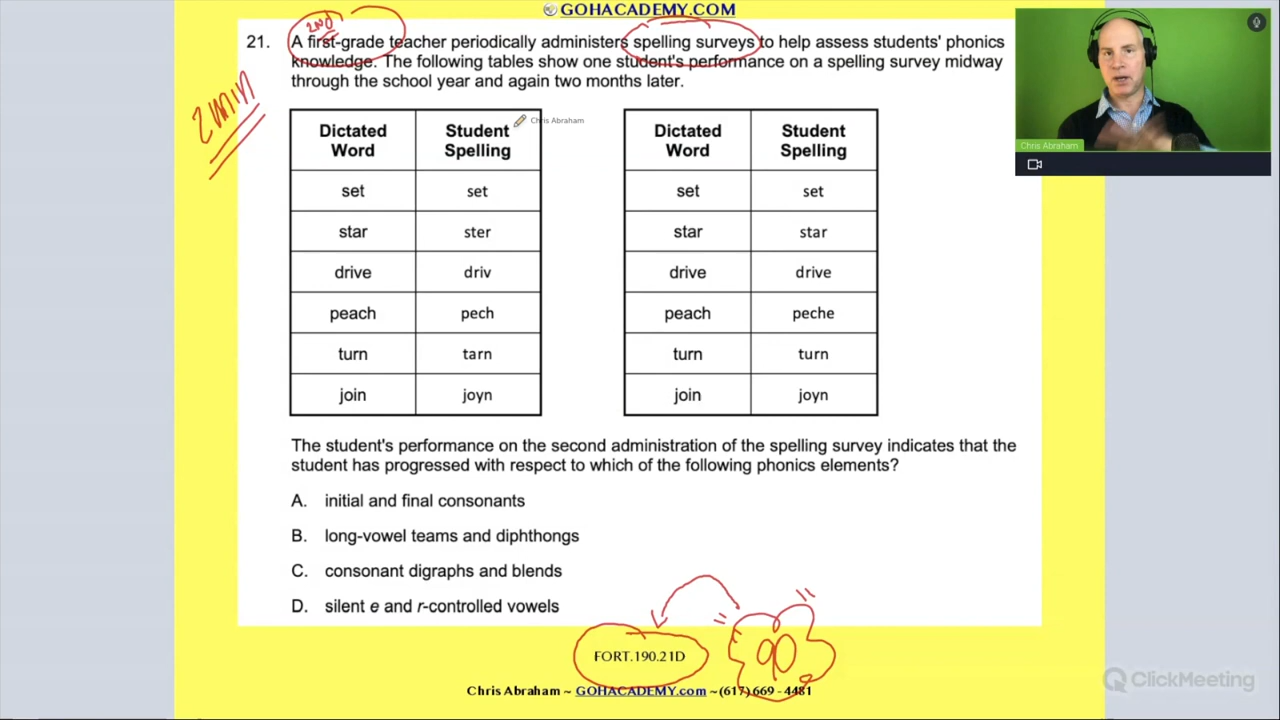 GOHACADEMY.COM
2ND
21. A first-grade teacher periodically administers spelling surveys to help assess students' phonics
knowledge. The following tables show one student's performance on a spelling survey midway
through the school year and again two months later.
2 min
Chris Abraham
Chris Abraham
Dictated Word Student Spelling
set set
star ster
drive driv
peach pech
turn tarn
join joyn
Dictated Word Student Spelling
set set
star star
drive drive
peach peche
turn turn
join joyn
The student's performance on the second administration of the spelling survey indicates that the
student has progressed with respect to which of the following phonics elements?
A. initial and final consonants
B. long-vowel teams and diphthongs
C. consonant digraphs and blends
D. silent e and r-controlled vowels
FORT.190.21D
90
Chris Abraham ~ GOHACADEMY.com ~(617) 669 - 4481
ClickMeeting